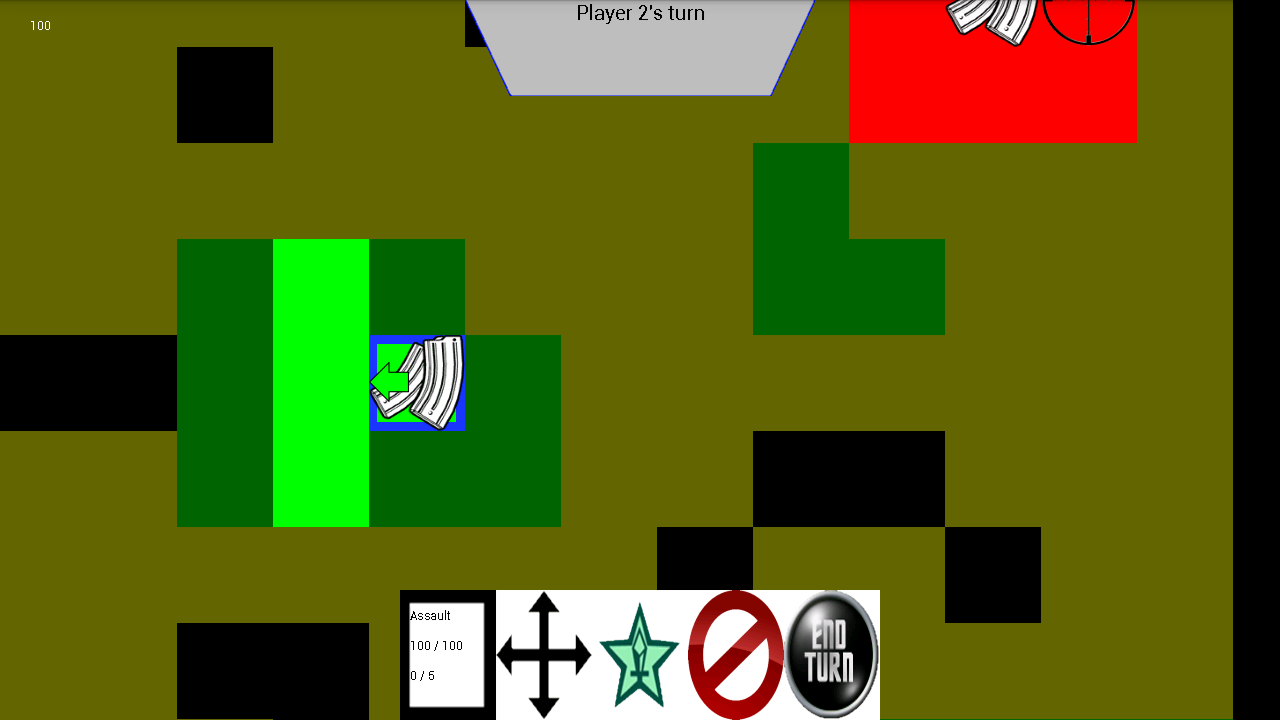 Player 2's turn
100
Assault
100 / 100
0 / 5
END
TURN